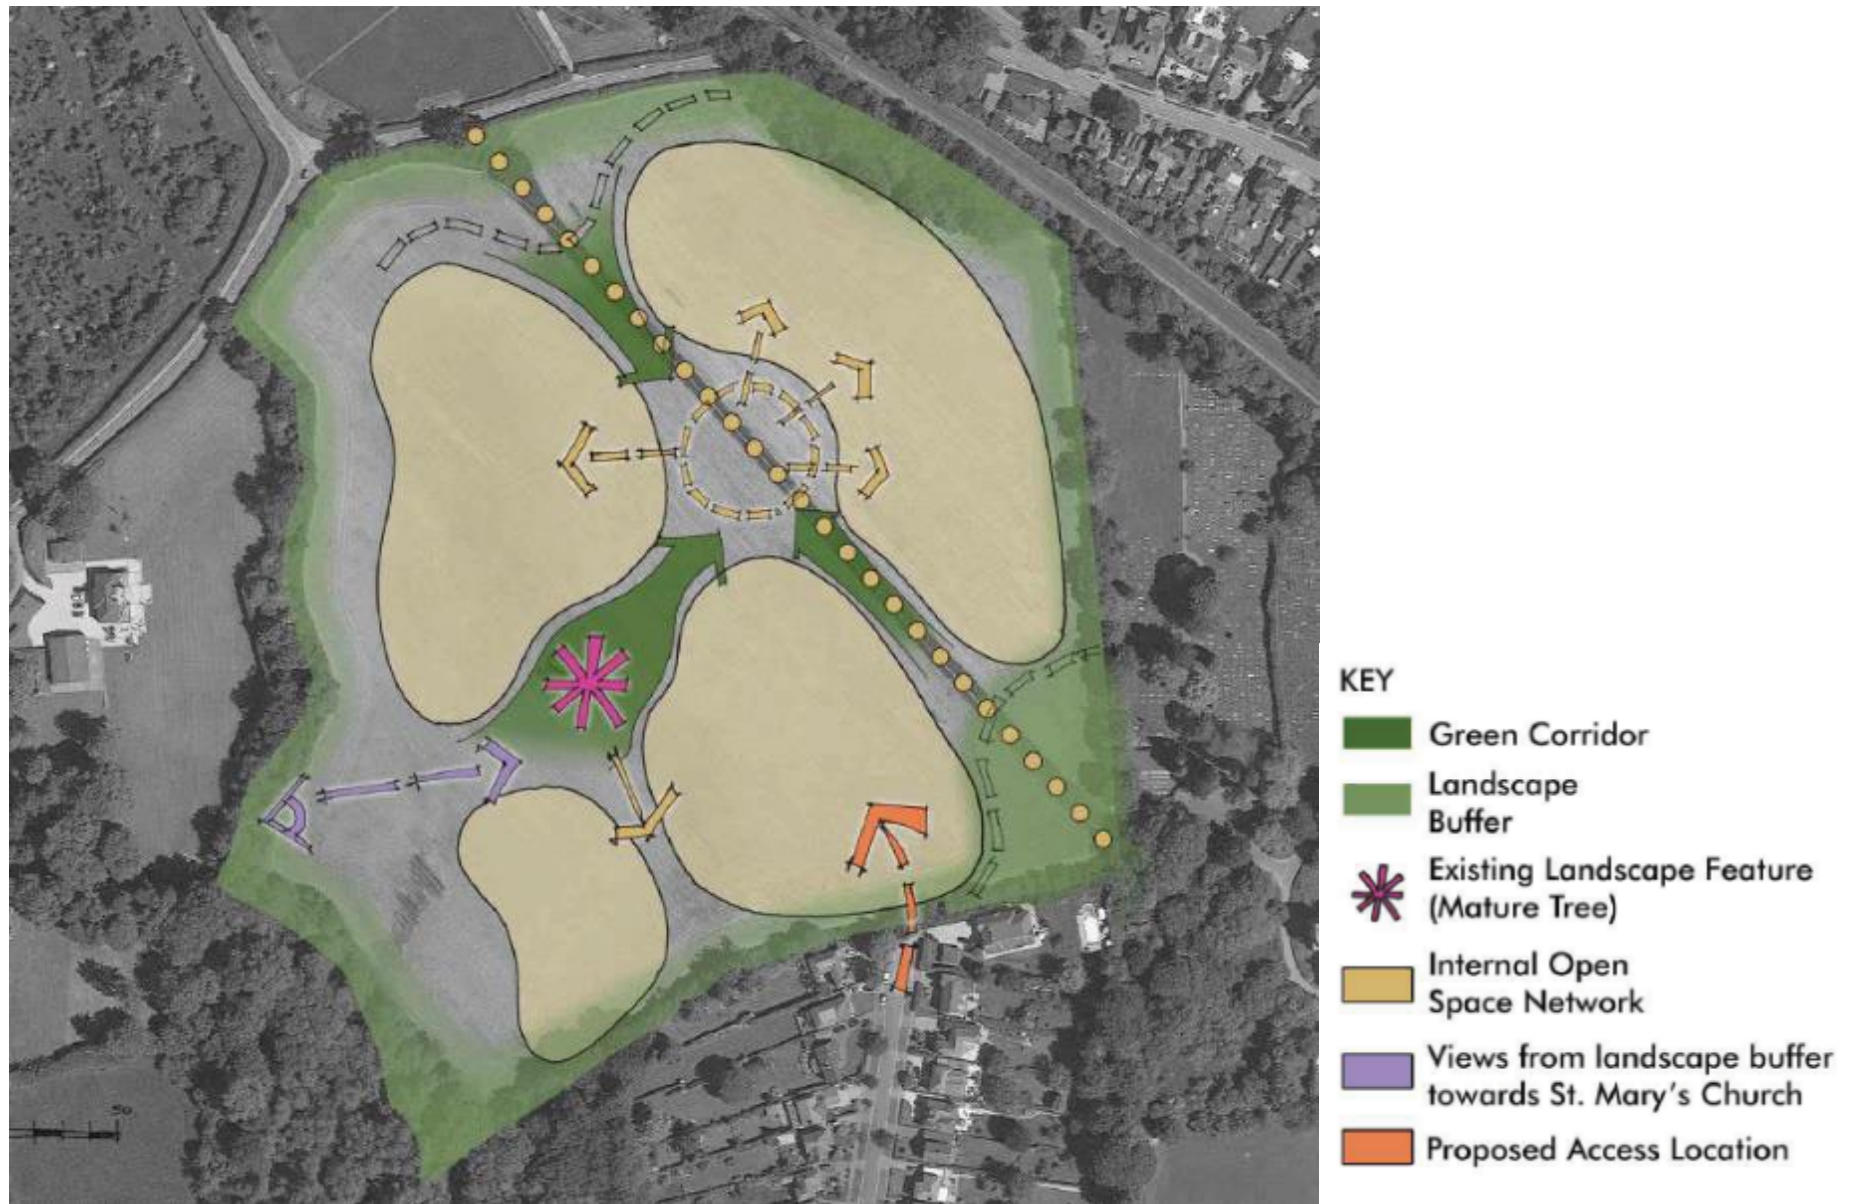 KEY
Green Corridor
Landscape
Buffer
Existing Landscape Feature
(Mature Tree)
Internal Open
Space Network
Views from landscape buffer
towards St. Mary's Church
Proposed Access Location
50